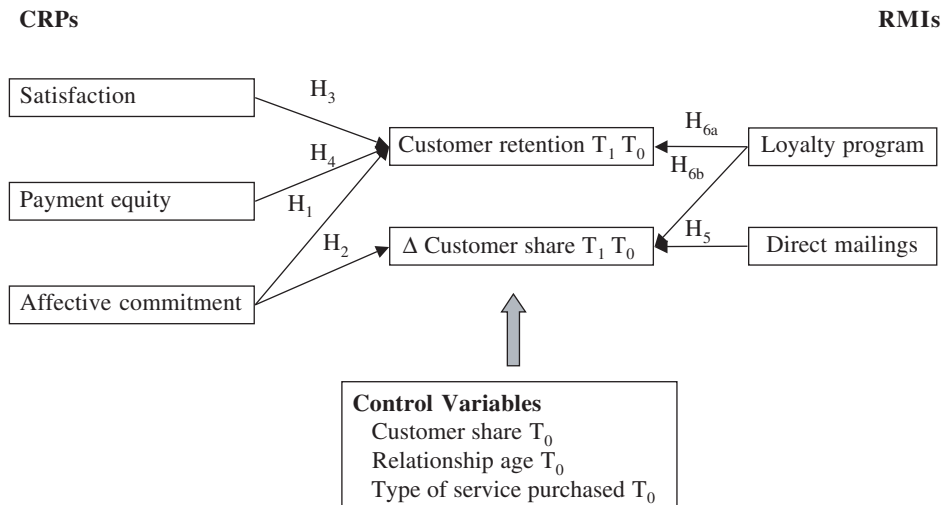 CRPs
RMIs
Satisfaction
H3
H6a
Customer retention T1 T0
Loyalty program
H4
H6b
Payment equity
H1
H2
H5
Δ Customer share T1 T0
Direct mailings
Affective commitment
Control Variables
Customer share T0
Relationship age T0
Type of service purchased T0